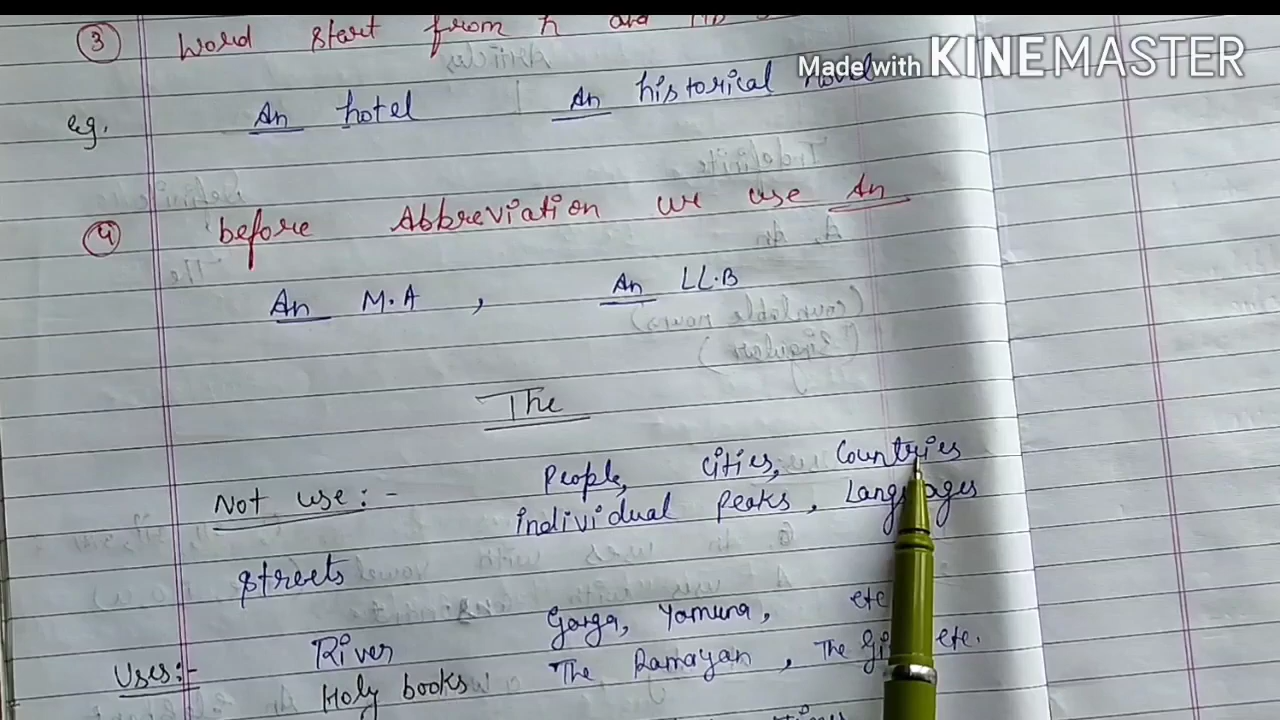 ③ Word start from h and
Made with KINEMASTER
eg. An hotel An historical novel
④ before Abbreviation we use An
An M.A , An LL.B
The
Not use:- People, Cities, Countries
individual peaks, Languages
streets
Uses:- River Ganga, Yamuna, etc
Holy books The Ramayan, The etc.